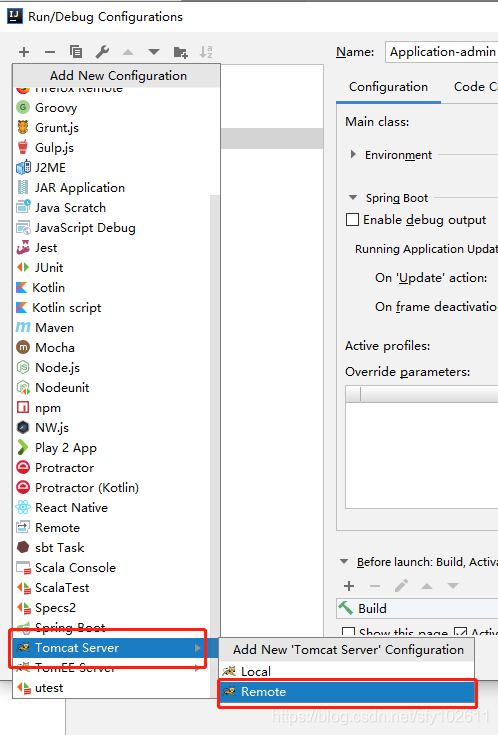 Run/Debug Configurations
Name: Application-admin
Add New Configuration
Firefox Remote
Groovy
Grunt.js
Gulp.js
J2ME
JAR Application
Java Scratch
JavaScript Debug
Jest
JUnit
Kotlin
Kotlin script
Maven
Mocha
Node.js
Nodeunit
npm
NW.js
Play 2 App
Protractor
Protractor (Kotlin)
React Native
Remote
sbt Task
Scala Console
ScalaTest
Specs2
Spring Boot
Tomcat Server
TomEE Server
utest
Configuration Code C
Main class:
Environment
Spring Boot
Enable debug output
Running Application Upda
On 'Update' action:
On frame deactivatio
Active profiles:
Override parameters:
Before launch: Build, Activa
Build
Show this page Activ
Add New 'Tomcat Server' Configuration
Local
Remote
https://blog.csdn.net/sfy102611